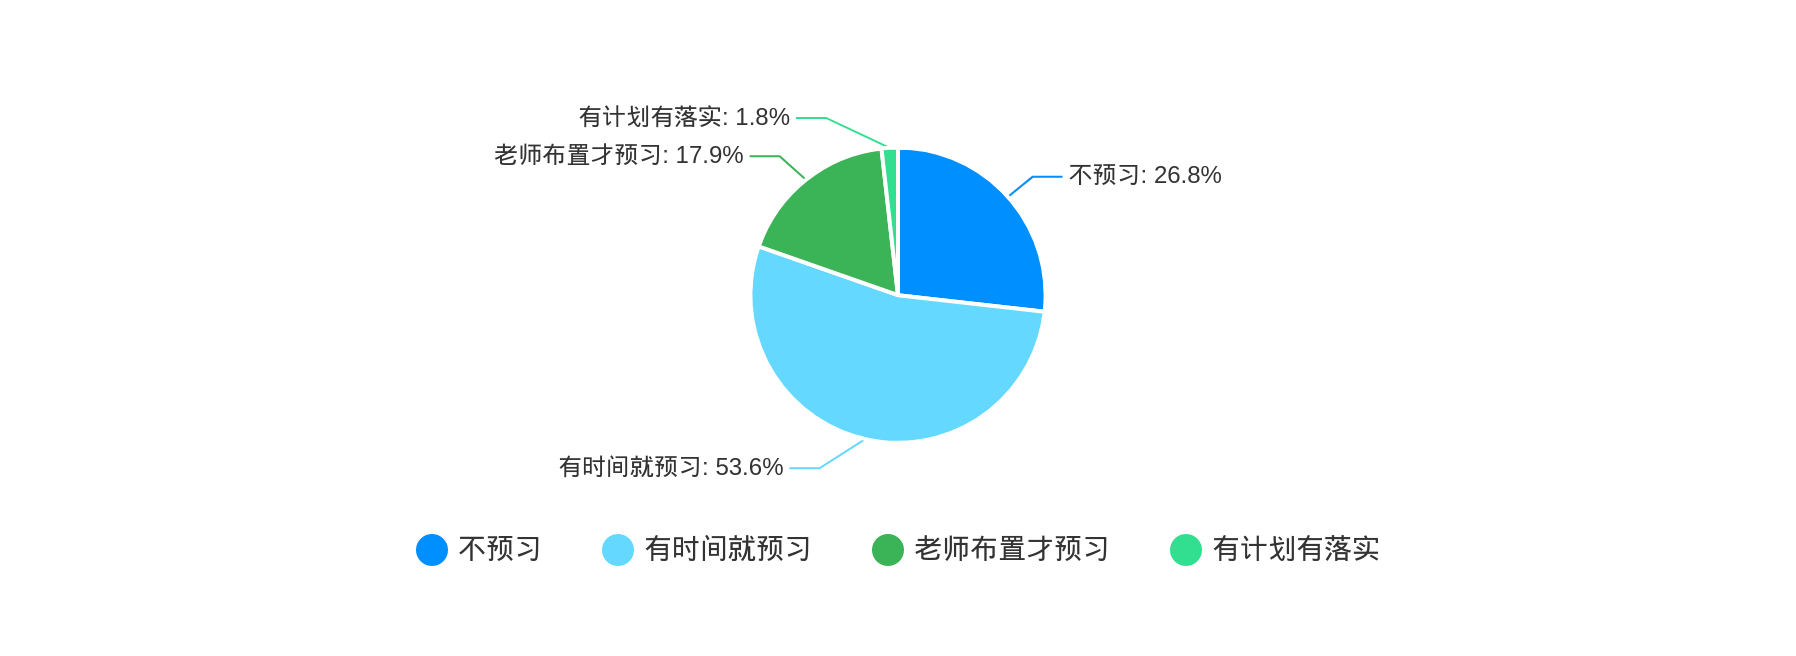 有计划有落实: 1.8%
老师布置才预习: 17.9%
不预习: 26.8%
有时间就预习: 53.6%
不预习
有时间就预习
老师布置才预习
有计划有落实